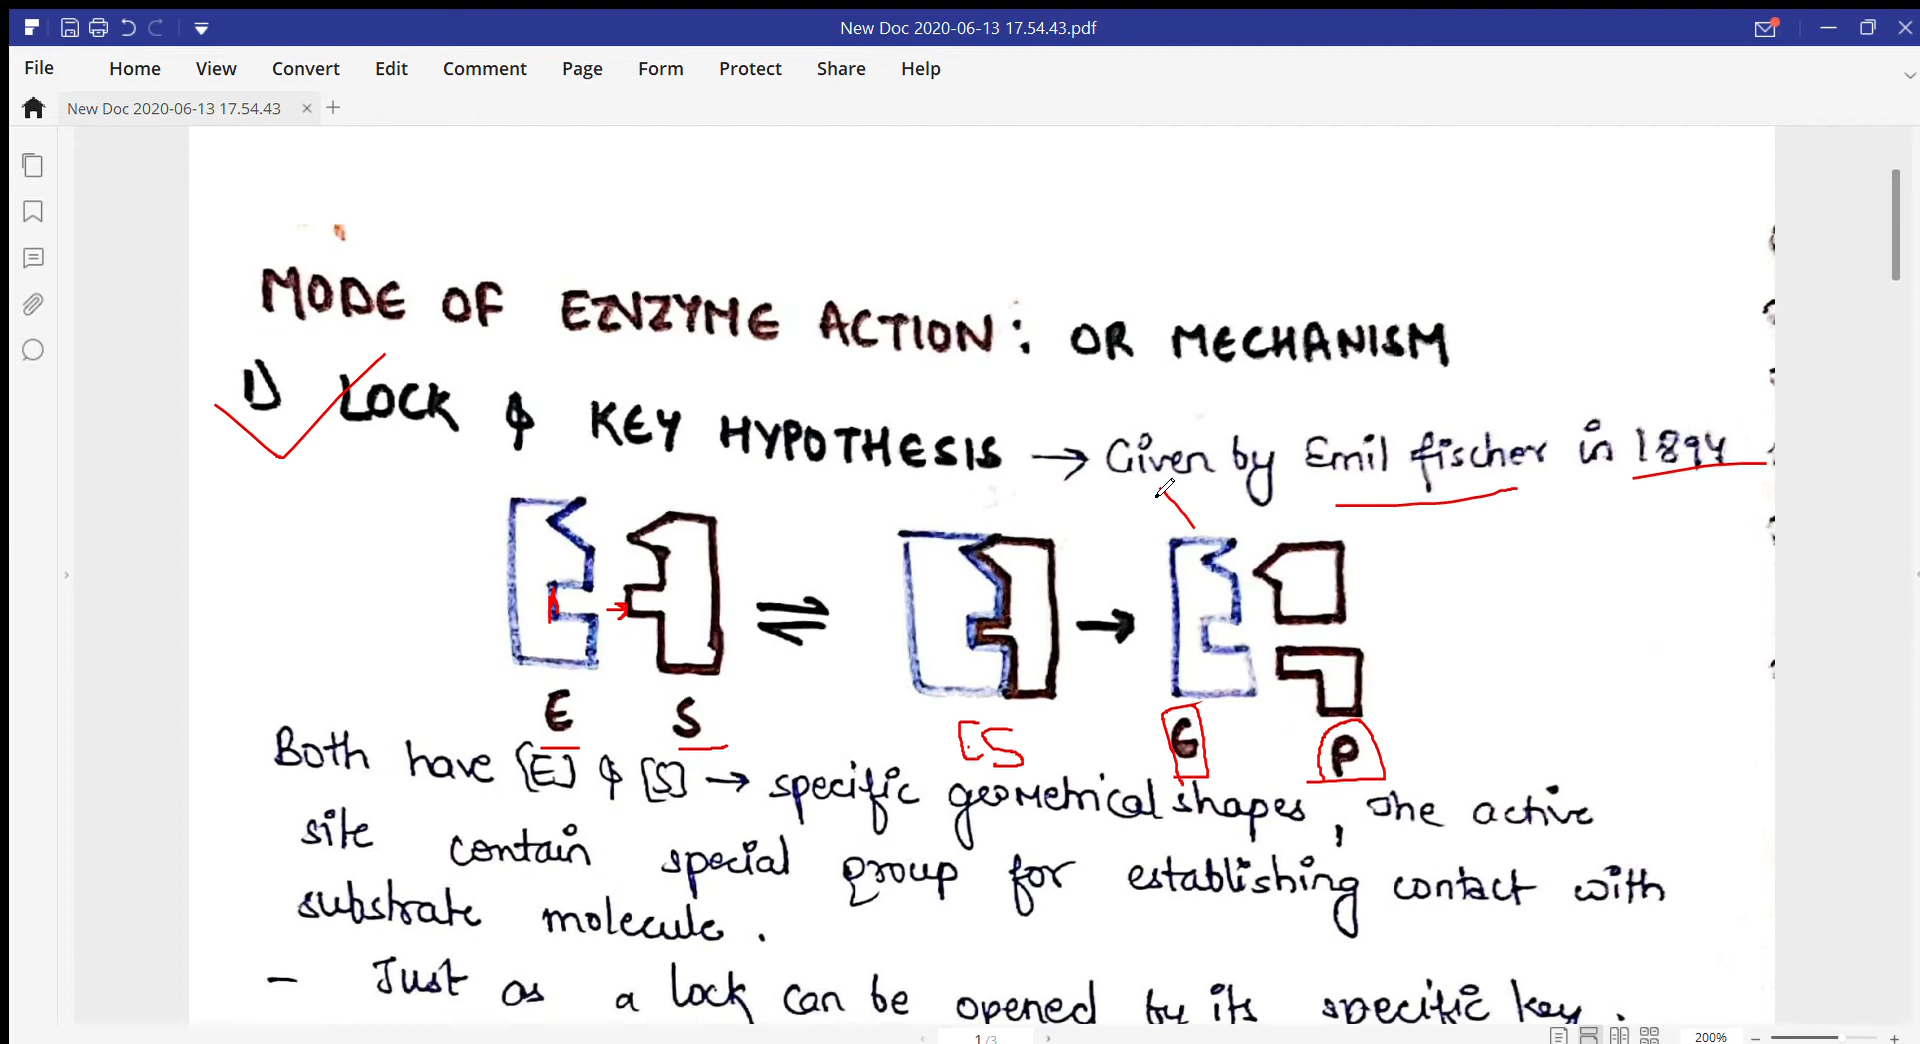 New Doc 2020-06-13 17.54.43.pdf
File Home View Convert Edit Comment Page Form Protect Share Help
New Doc 2020-06-13 17.54.43
MODE OF ENZYME ACTION: OR MECHANISM
1) LOCK & KEY HYPOTHESIS → Given by Emil fischer in 1894
E S ES E P
Both have [E] & [S] → specific geometrical shapes, The active
site contain special group for establishing contact with
substrate molecule.
- Just as a lock can be opened by its specific key.
1/3
200%